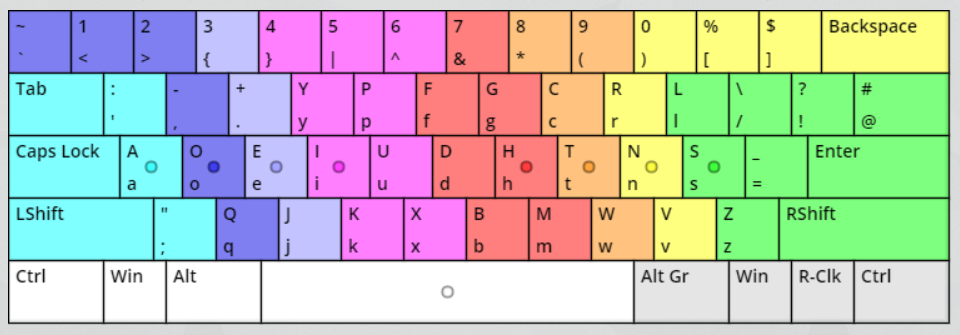 ~ 1 2 3 4 5 6 7 8 9 0 % $ Backspace
` < > { } | ^ & * ( ) [ ]
Tab : - + Y P F G C R L \ ? #
' , . y p f g c r l / ! @
Caps Lock A O E I U D H T N S _ Enter
a o e i u d h t n s =
LShift " Q J K X B M W V Z RShift
; q j k x b m w v z
Ctrl Win Alt Alt Gr Win R-Clk Ctrl